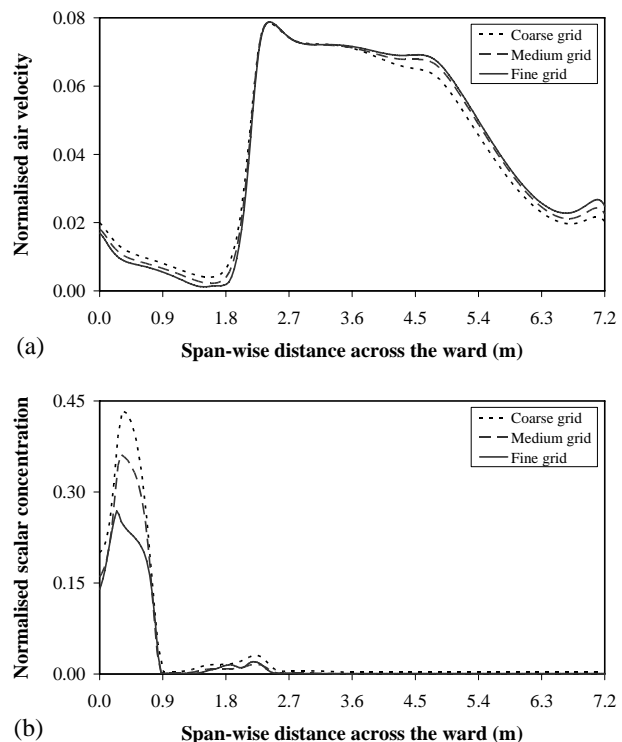 0.08
0.06
0.04
0.02
0.00
Normalised air velocity
Coarse grid
Medium grid
Fine grid
0.0 0.9 1.8 2.7 3.6 4.5 5.4 6.3 7.2
(a)
Span-wise distance across the ward (m)
0.45
0.30
0.15
0.00
Normalised scalar concentration
Coarse grid
Medium grid
Fine grid
0.0 0.9 1.8 2.7 3.6 4.5 5.4 6.3 7.2
(b)
Span-wise distance across the ward (m)